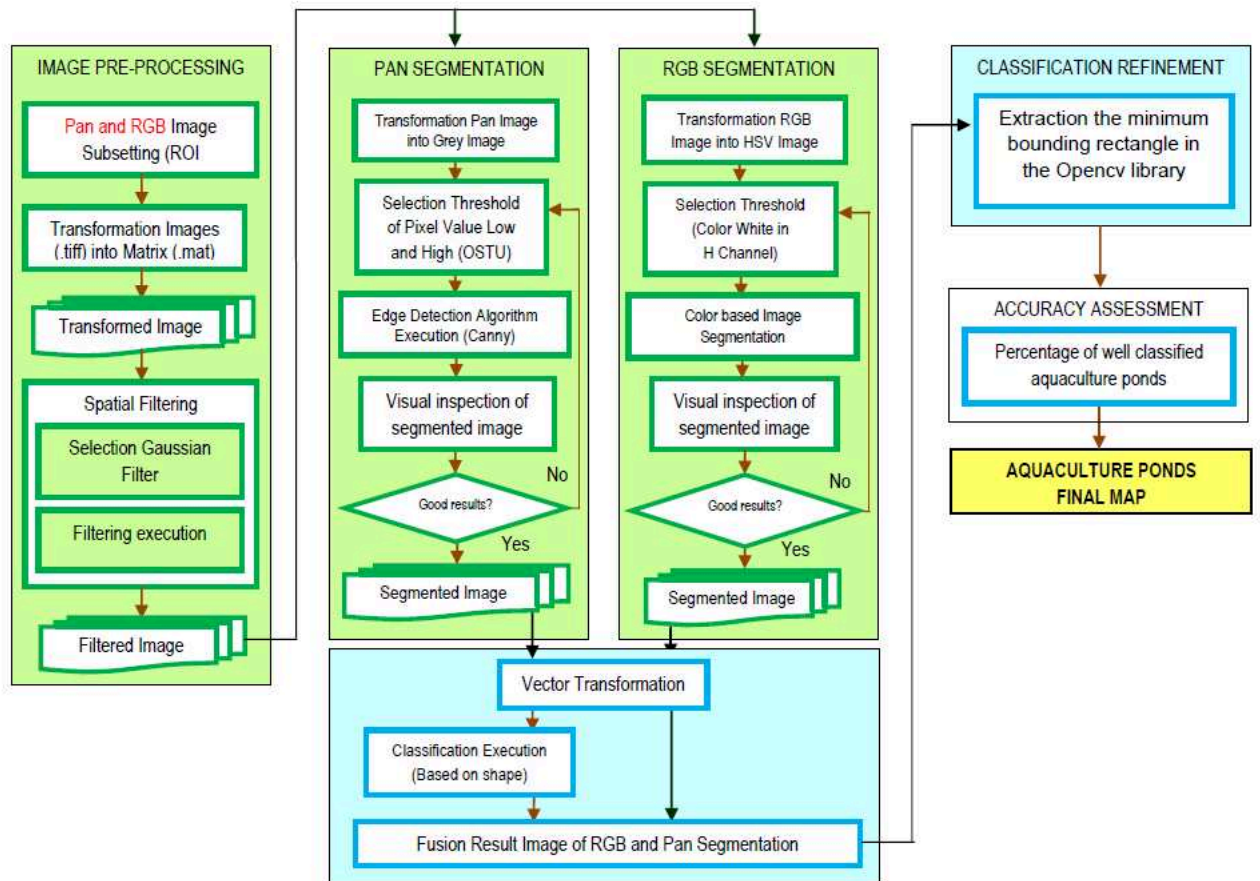 IMAGE PRE-PROCESSING
Pan and RGB Image
Subsetting (ROI
Transformation Images
(.tiff) into Matrix (.mat)
Transformed Image
Spatial Filtering
Selection Gaussian
Filter
Filtering execution
Filtered Image
PAN SEGMENTATION
Transformation Pan Image
into Grey Image
Selection Threshold
of Pixel Value Low
and High (OSTU)
Edge Detection Algorithm
Execution (Canny)
Visual inspection of
segmented image
No
Good results?
Yes
Segmented Image
RGB SEGMENTATION
Transformation RGB
Image into HSV Image
Selection Threshold
(Color White in
H Channel)
Color based Image
Segmentation
Visual inspection of
segmented image
No
Good results?
Yes
Segmented Image
Vector Transformation
Classification Execution
(Based on shape)
Fusion Result Image of RGB and Pan Segmentation
CLASSIFICATION REFINEMENT
Extraction the minimum
bounding rectangle in
the Opencv library
ACCURACY ASSESSMENT
Percentage of well classified
aquaculture ponds
AQUACULTURE PONDS
FINAL MAP